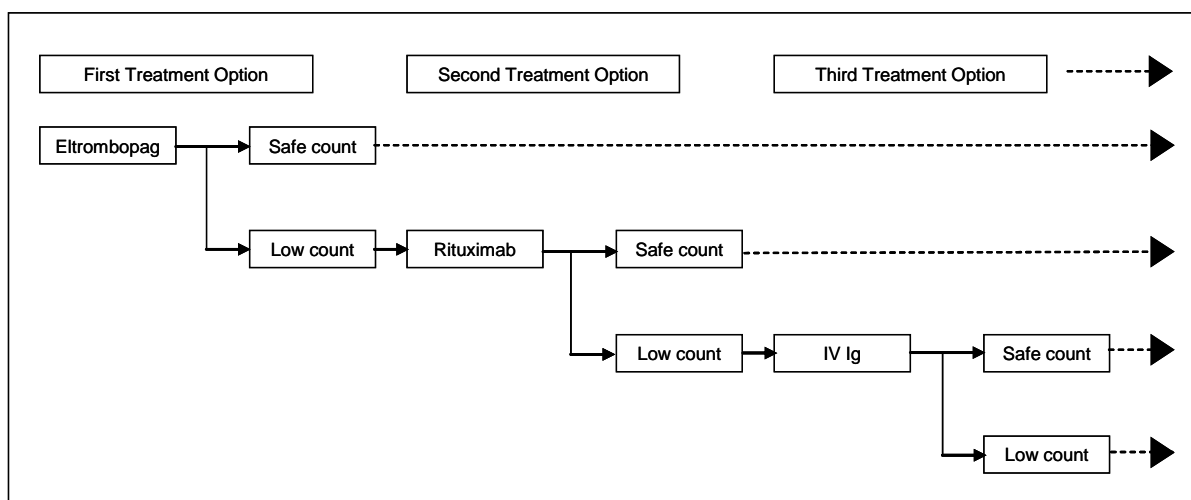 First Treatment Option
Second Treatment Option
Third Treatment Option
Eltrombopag
Safe count
Low count
Rituximab
Safe count
Low count
IV Ig
Safe count
Low count